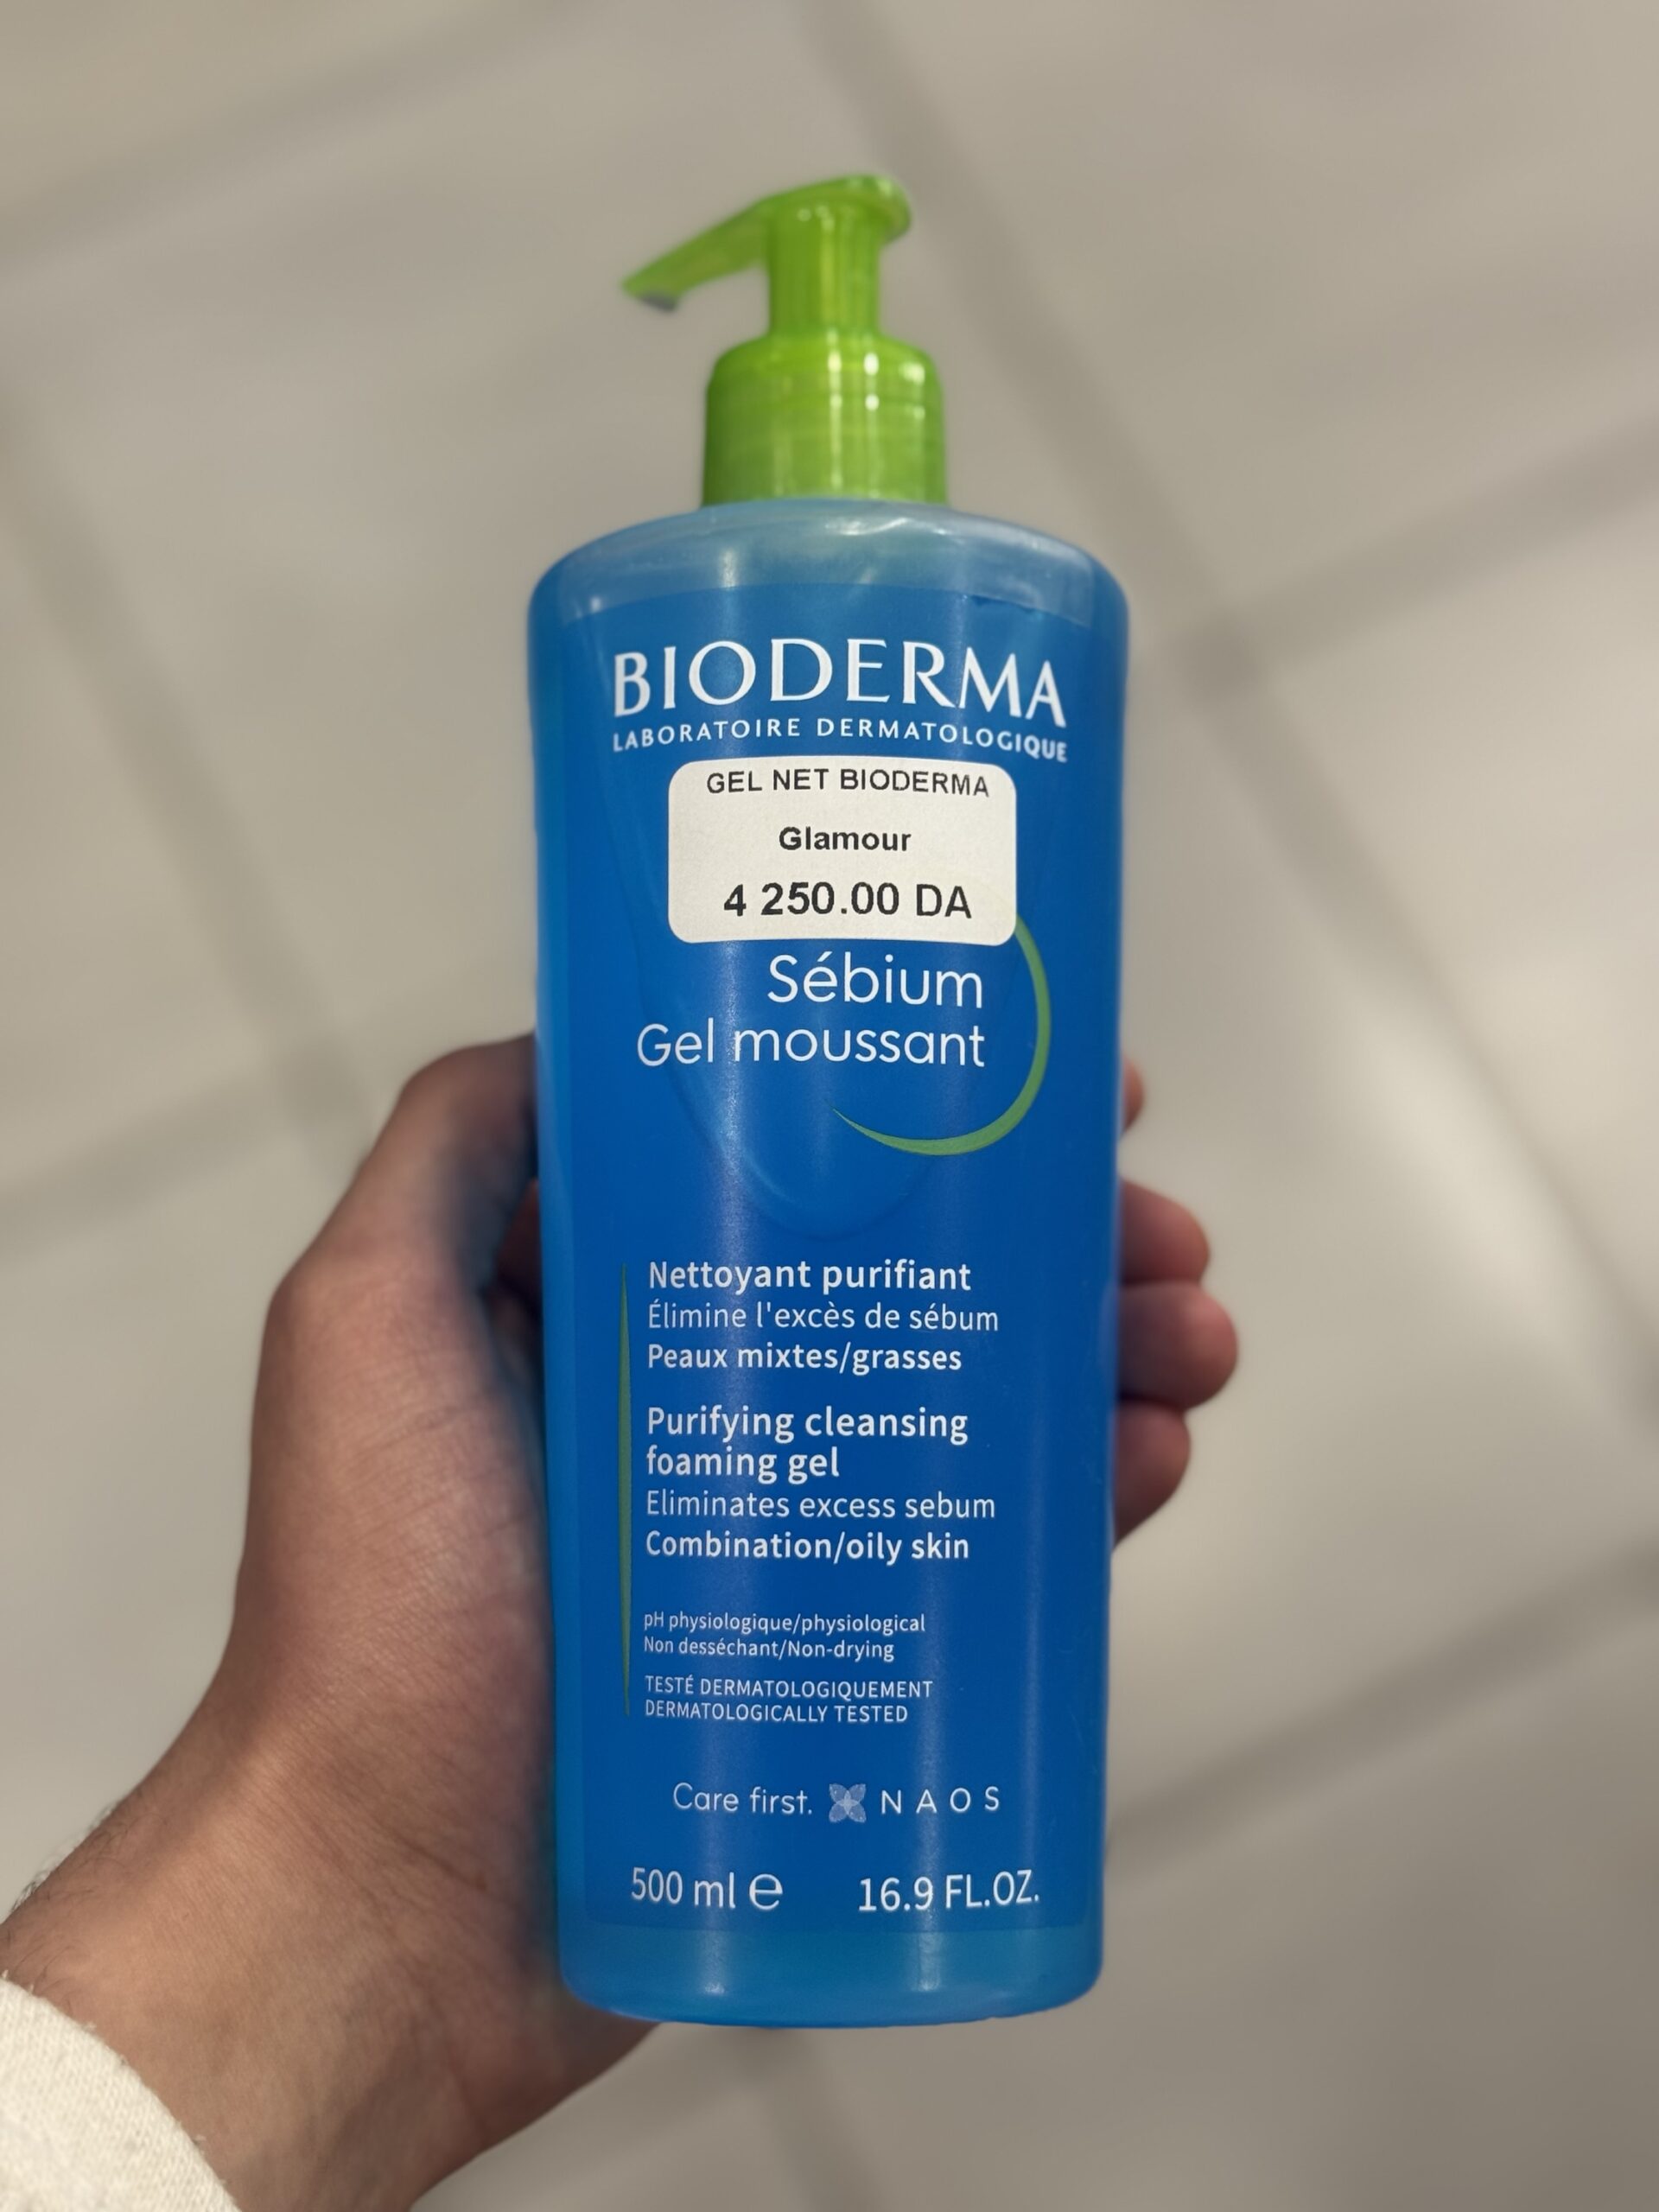 BIODERMA
LABORATOIRE DERMATOLOGIQUE
GEL NET BIODERMA
Glamour
4 250.00 DA
Sébium
Gel moussant
Nettoyant purifiant
Élimine l'excès de sébum
Peaux mixtes/grasses
Purifying cleansing
foaming gel
Eliminates excess sebum
Combination/oily skin
pH physiologique/physiological
Non desséchant/Non-drying
TESTÉ DERMATOLOGIQUEMENT
DERMATOLOGICALLY TESTED
Care first. NAOS
500 ml e 16.9 FL.OZ.